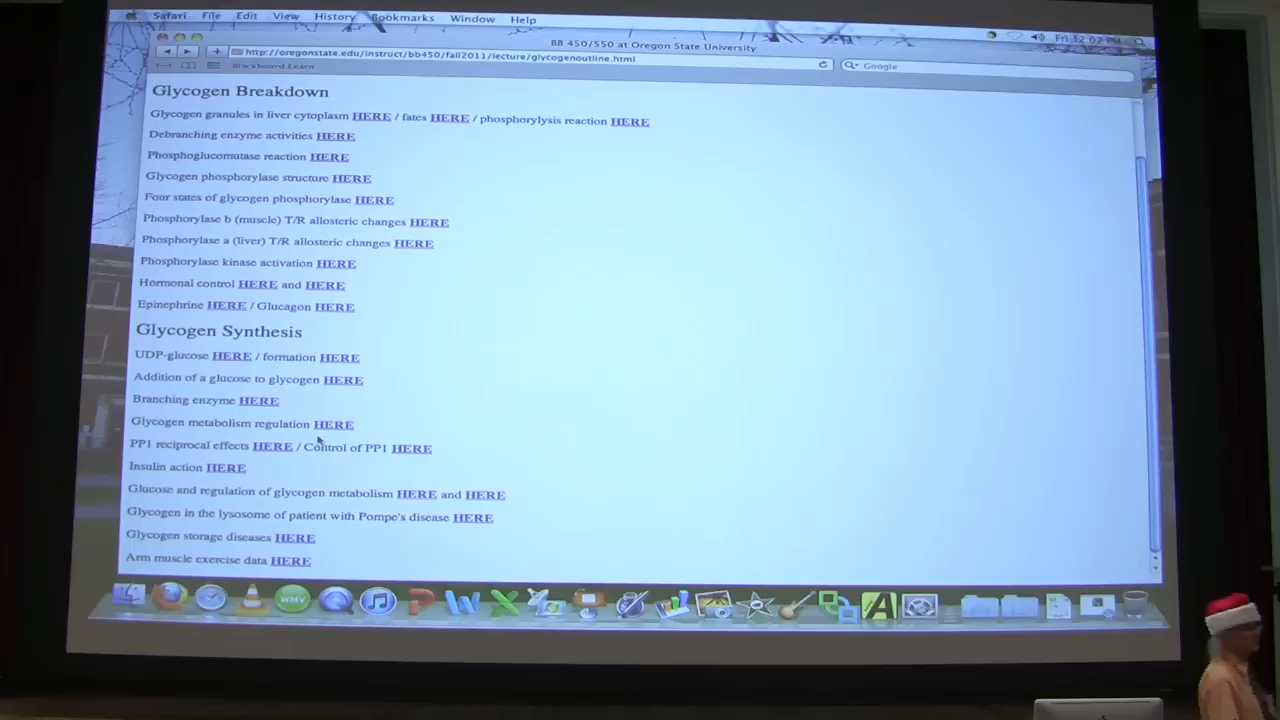 Safari File Edit View History Bookmarks Window Help
Fri 12:07 PM
BB 450/550 at Oregon State University
http://oregonstate.edu/instruct/bb450/fall2011/lecture/glycogenoutline.html
Google
Blackboard Learn
Glycogen Breakdown
Glycogen granules in liver cytoplasm HERE / fates HERE / phosphorylysis reaction HERE
Debranching enzyme activities HERE
Phosphoglucomutase reaction HERE
Glycogen phosphorylase structure HERE
Four states of glycogen phosphorylase HERE
Phosphorylase b (muscle) T/R allosteric changes HERE
Phosphorylase a (liver) T/R allosteric changes HERE
Phosphorylase kinase activation HERE
Hormonal control HERE and HERE
Epinephrine HERE / Glucagon HERE
Glycogen Synthesis
UDP-glucose HERE / formation HERE
Addition of a glucose to glycogen HERE
Branching enzyme HERE
Glycogen metabolism regulation HERE
PP1 reciprocal effects HERE / Control of PP1 HERE
Insulin action HERE
Glucose and regulation of glycogen metabolism HERE and HERE
Glycogen in the lysosome of patient with Pompe's disease HERE
Glycogen storage diseases HERE
Arm muscle exercise data HERE
WMV